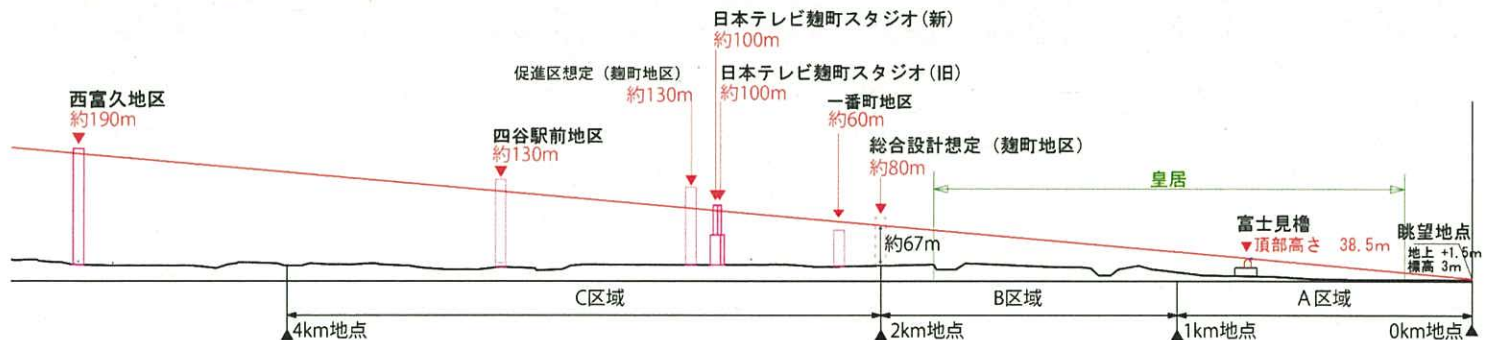 日本テレビ麹町スタジオ(新)
約100m
促進区想定（麹町地区）
約130m
日本テレビ麹町スタジオ(旧)
約100m
西富久地区
約190m
一番町地区
約60m
四谷駅前地区
約130m
総合設計想定（麹町地区）
約80m
皇居
富士見櫓
頂部高さ 38.5m
眺望地点
地上 +1.5m
標高 3m
約67m
C区域
B区域
A区域
4km地点
2km地点
1km地点
0km地点